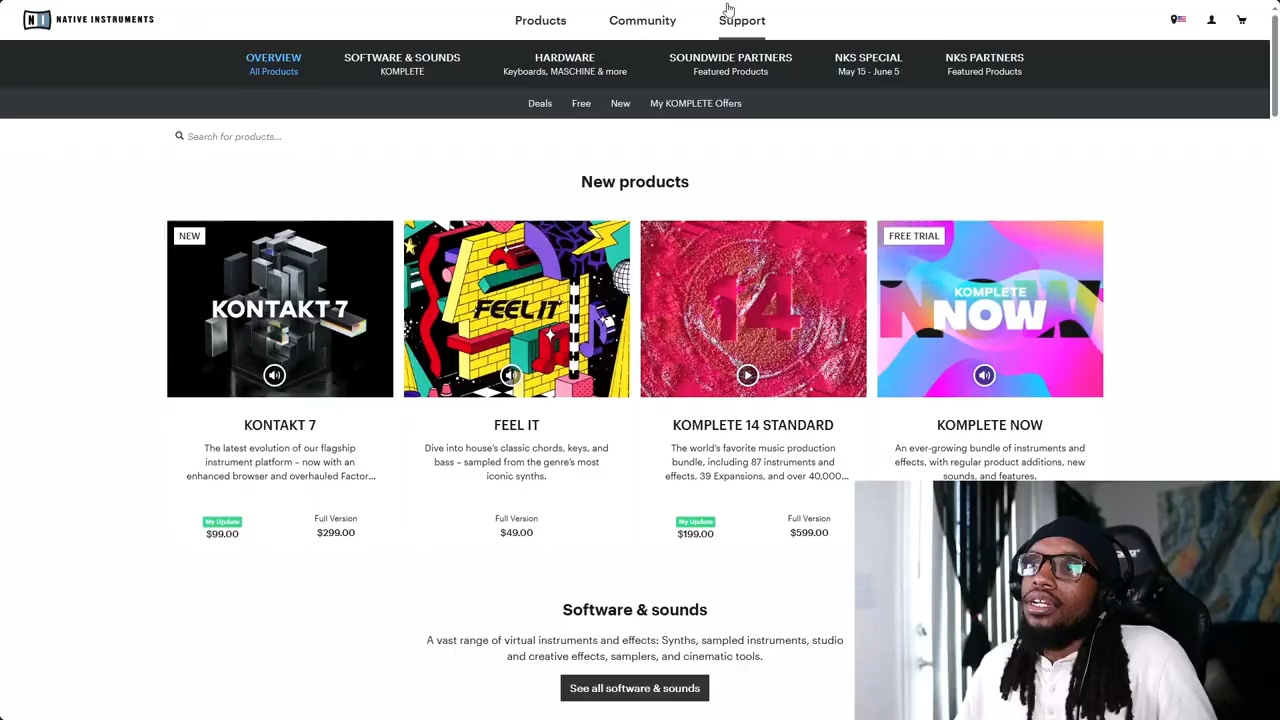 NI NATIVE INSTRUMENTS
Products Community Support
OVERVIEW SOFTWARE & SOUNDS HARDWARE SOUNDWIDE PARTNERS NKS SPECIAL NKS PARTNERS
All Products KOMPLETE Keyboards, MASCHINE & more Featured Products May 15 - June 5 Featured Products
Deals Free New My KOMPLETE Offers
Search for products...
New products
NEW
KONTAKT 7
FEEL IT
14
FREE TRIAL
KOMPLETE
NOW
KONTAKT 7
The latest evolution of our flagship
instrument platform – now with an
enhanced browser and overhauled Factor...
My Update
$99.00
Full Version
$299.00
FEEL IT
Dive into house's classic chords, keys, and
bass – sampled from the genre's most
iconic synths.
Full Version
$49.00
KOMPLETE 14 STANDARD
The world's favorite music production
bundle, including 87 instruments and
effects, 39 Expansions, and over 40,000...
My Update
$199.00
Full Version
$599.00
KOMPLETE NOW
An ever-growing bundle of instruments and
effects, with regular product additions, new
sounds, and features.
Software & sounds
A vast range of virtual instruments and effects: Synths, sampled instruments, studio
and creative effects, samplers, and cinematic tools.
See all software & sounds